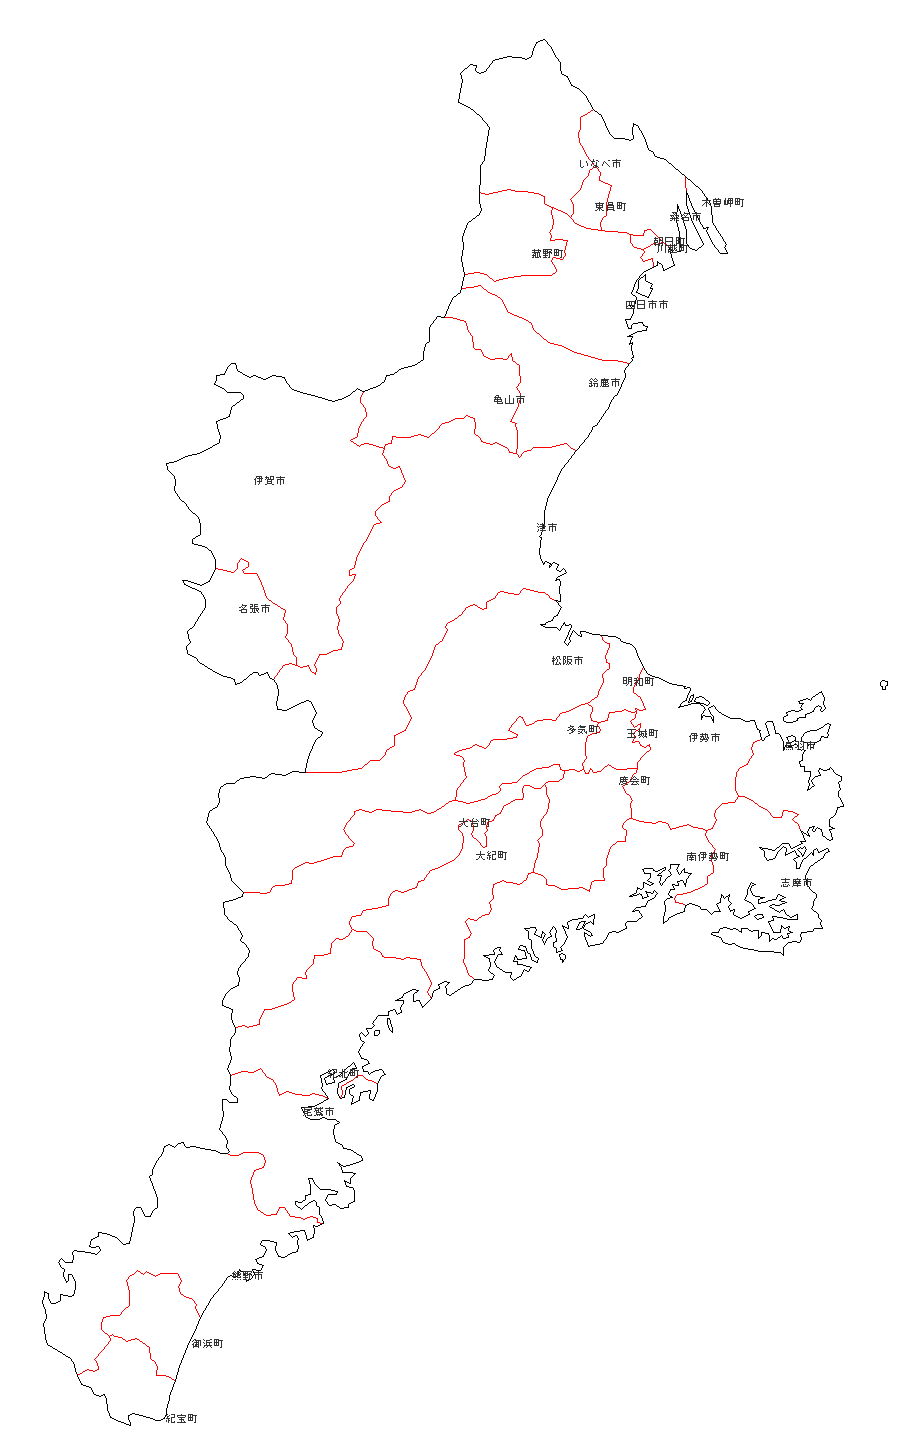 いなべ市
木曽岬町
東員町
桑名市
朝日町
川越町
菰野町
四日市市
鈴鹿市
亀山市
伊賀市
津市
名張市
松阪市
明和町
多気町
玉城町
伊勢市
鳥羽市
度会町
大台町
大紀町
南伊勢町
志摩市
紀北町
尾鷲市
熊野市
御浜町
紀宝町